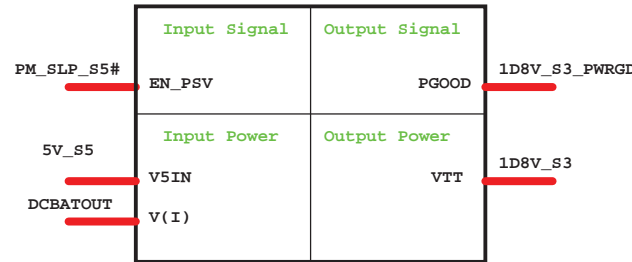 Input Signal
Output Signal
PM_SLP_S5#
EN_PSV
PGOOD
1D8V_S3_PWRGD
Input Power
Output Power
5V_S5
V5IN
VTT
1D8V_S3
DCBATOUT
V(I)